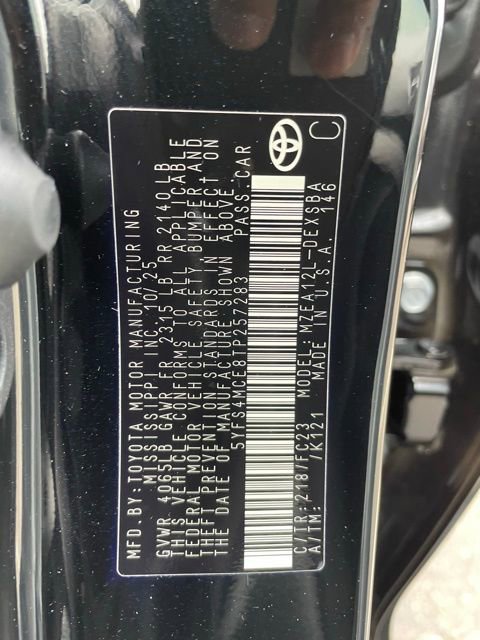 MFD.BY: TOYOTA MOTOR MANUFACTURING
MISSISSIPPI INC. 10/25
GVWR 4065LB GAWR FR 2315LB RR 2140LB
THIS VEHICLE CONFORMS TO ALL APPLICABLE
FEDERAL MOTOR VEHICLE SAFETY, BUMPER AND
THEFT PREVENTION STANDARDS IN EFFECT ON
THE DATE OF MANUFACTURE SHOWN ABOVE.
5YFS4MCE8TP257283 PASS.CAR
C/TR:218/FC23 MODEL: MZEA12L-DEXSBA
A/TM: /K121 MADE IN U.S.A. 146
C